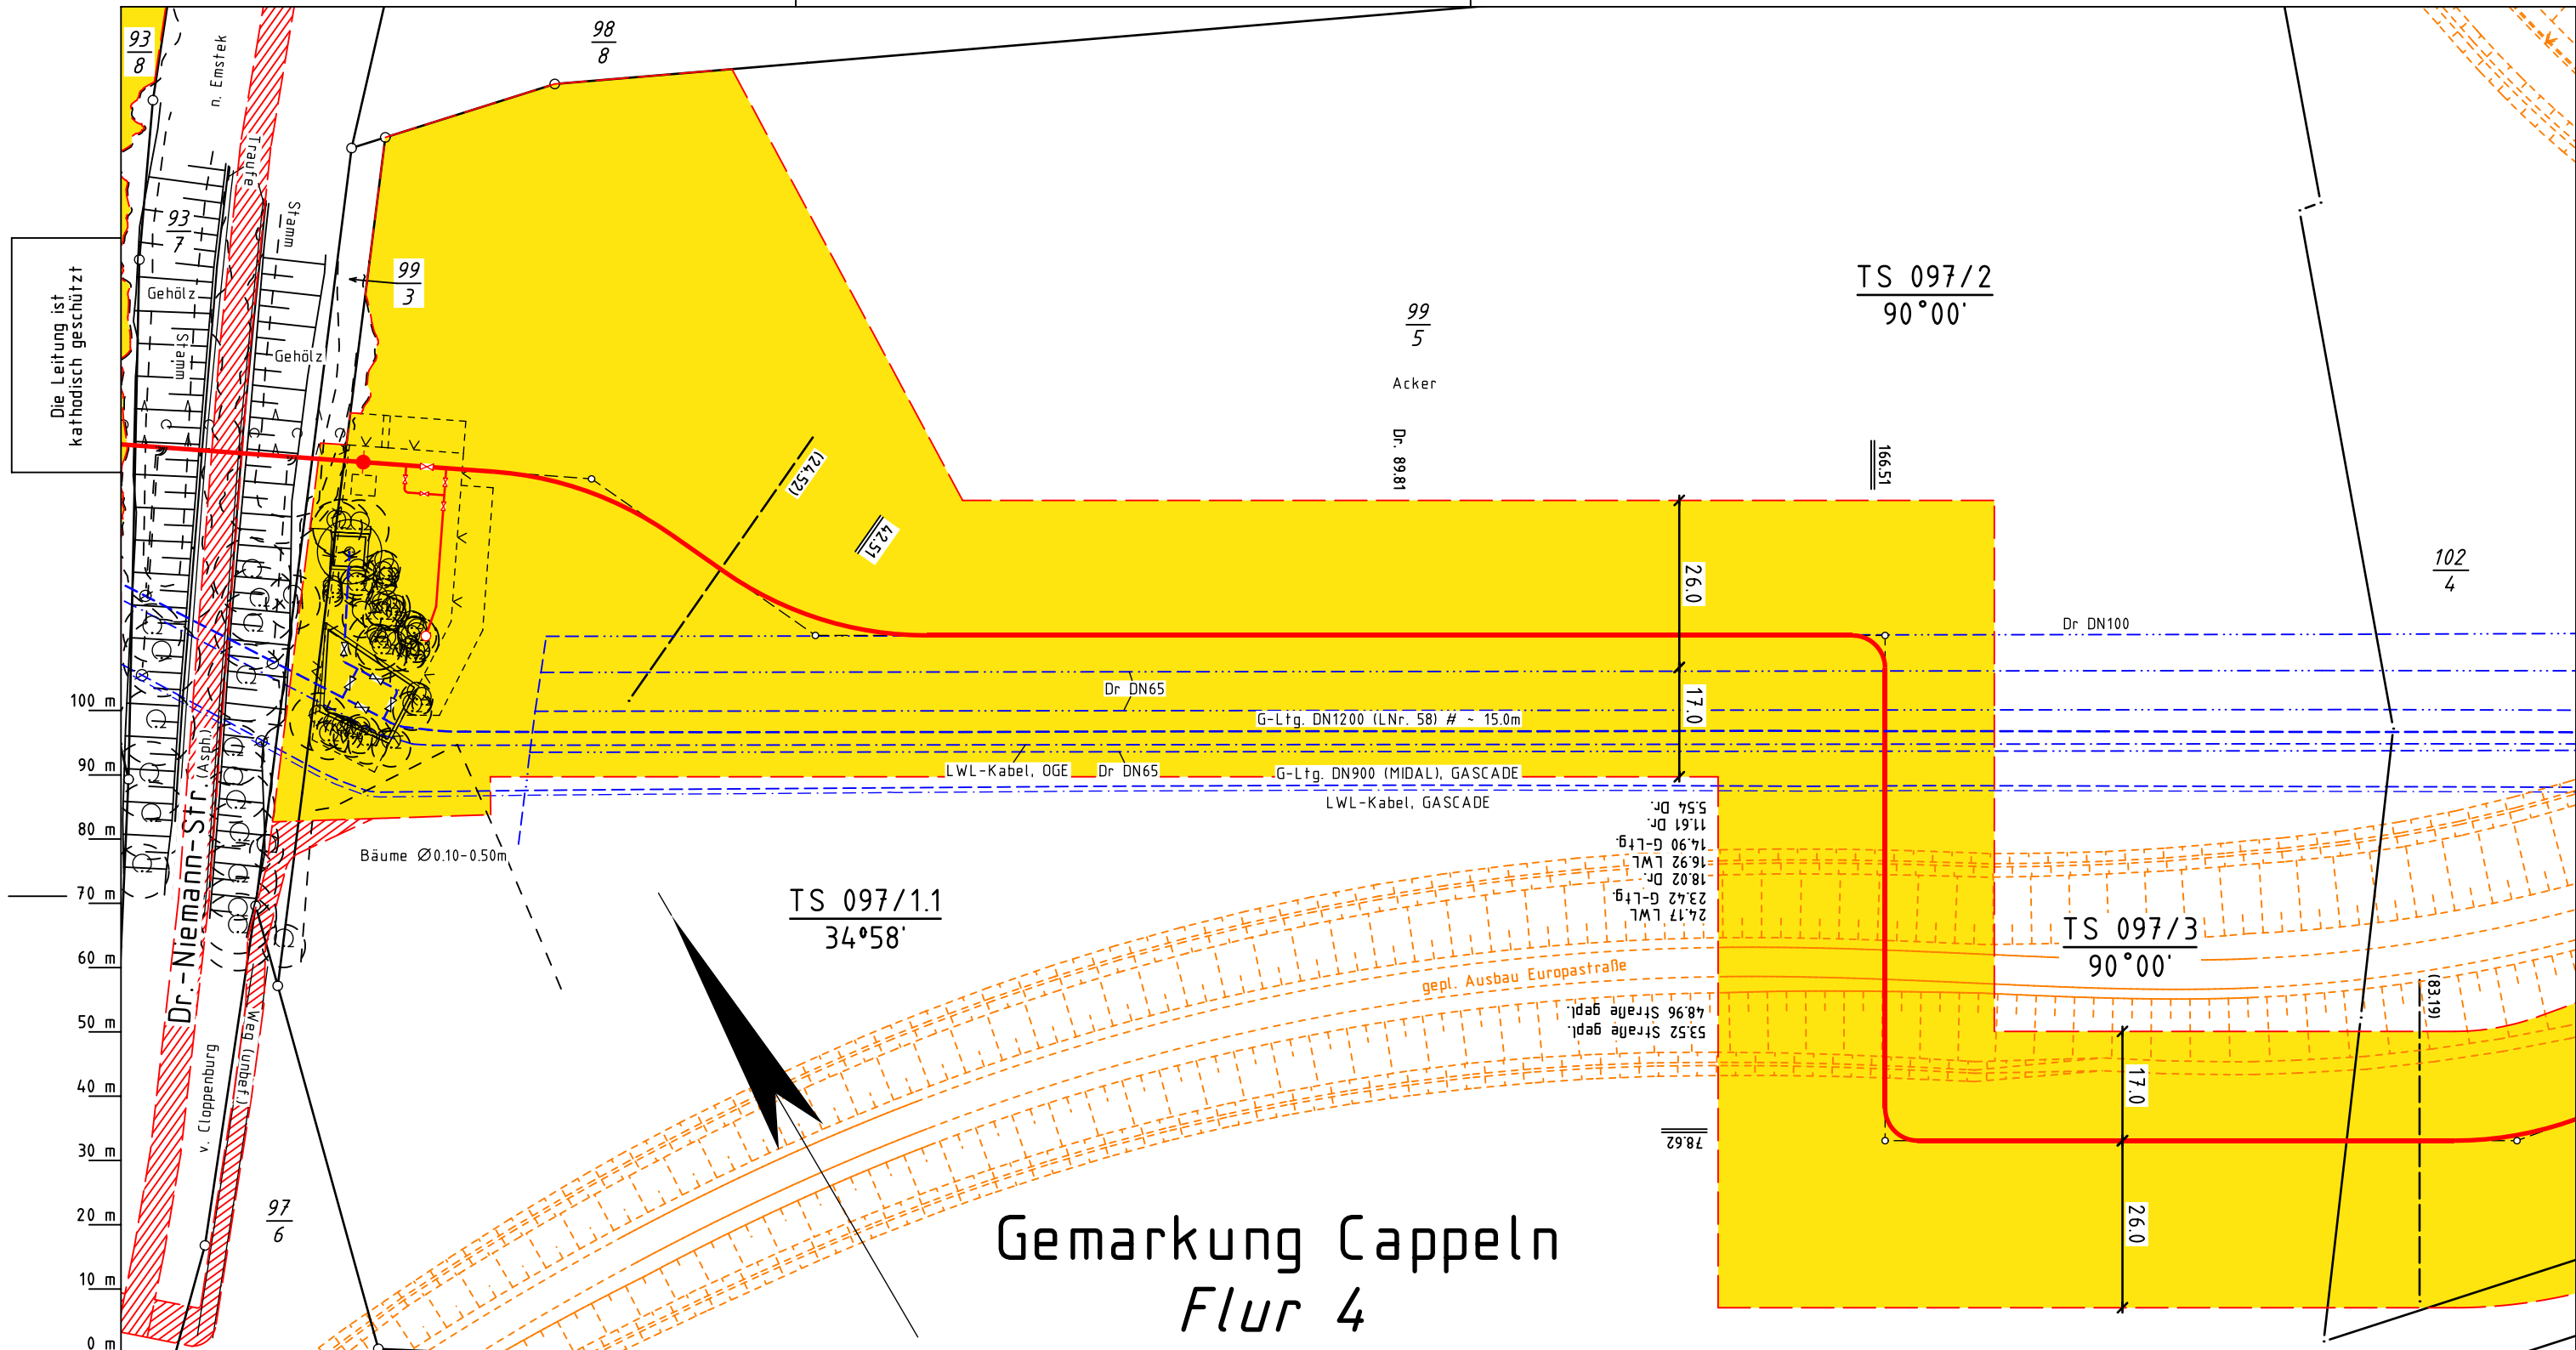 93
8
n. Emstek
98
8
Traufe
Stamm
93
7
99
3
Die Leitung ist
kathodisch geschützt
Gehölz
Stamm
Gehölz
99
5
TS 097/2
90°00'
Acker
Dr. 89.81
166.51
(24.52)
42.51
26.0
102
4
Dr DN100
Dr DN65
17.0
G-Ltg. DN1200 (LNr. 58) # ~ 15.0m
LWL-Kabel, OGE
Dr DN65
G-Ltg. DN900 (MIDAL), GASCADE
LWL-Kabel, GASCADE
100 m
90 m
80 m
70 m
60 m
50 m
40 m
30 m
20 m
10 m
0 m
Dr.-Niemann-Str. (Asph)
Bäume Ø0.10-0.50m
5.54 Dr.
11.61 Dr.
14.90 G-Ltg.
16.92 LWL
18.02 Dr.
23.42 G-Ltg.
24.17 LWL
TS 097/1.1
34°58'
TS 097/3
90°00'
gepl. Ausbau Europastraße
48.96 Straße gepl.
53.52 Straße gepl.
(83.19)
Weg (unbef.)
v. Cloppenburg
17.0
78.62
26.0
97
6
Gemarkung Cappeln
Flur 4